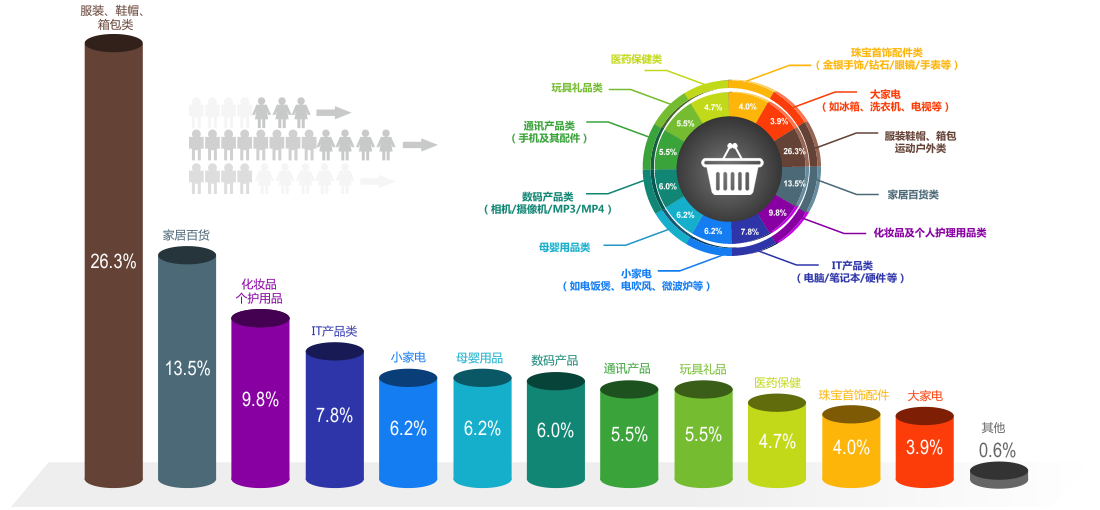 服装、鞋帽、
箱包类
26.3%
家居百货
13.5%
化妆品
个护用品
9.8%
IT产品类
7.8%
小家电
6.2%
母婴用品
6.2%
数码产品
6.0%
通讯产品
5.5%
玩具礼品
5.5%
医药保健
4.7%
珠宝首饰配件
4.0%
大家电
3.9%
其他
0.6%
珠宝首饰配件类
（金银手饰/钻石/眼镜/手表等）
大家电
（如冰箱、洗衣机、电视等）
服装鞋帽、箱包
运动户外类
家居百货类
化妆品及个人护理用品类
IT产品类
（电脑/笔记本/硬件等）
小家电
（如电饭煲、电吹风、微波炉等）
母婴用品类
数码产品类
（相机/摄像机/MP3/MP4）
通讯产品类
（手机及其配件）
玩具礼品类
医药保健类
4.0%
3.9%
26.3%
13.5%
9.8%
7.8%
6.2%
6.2%
6.0%
5.5%
5.5%
4.7%